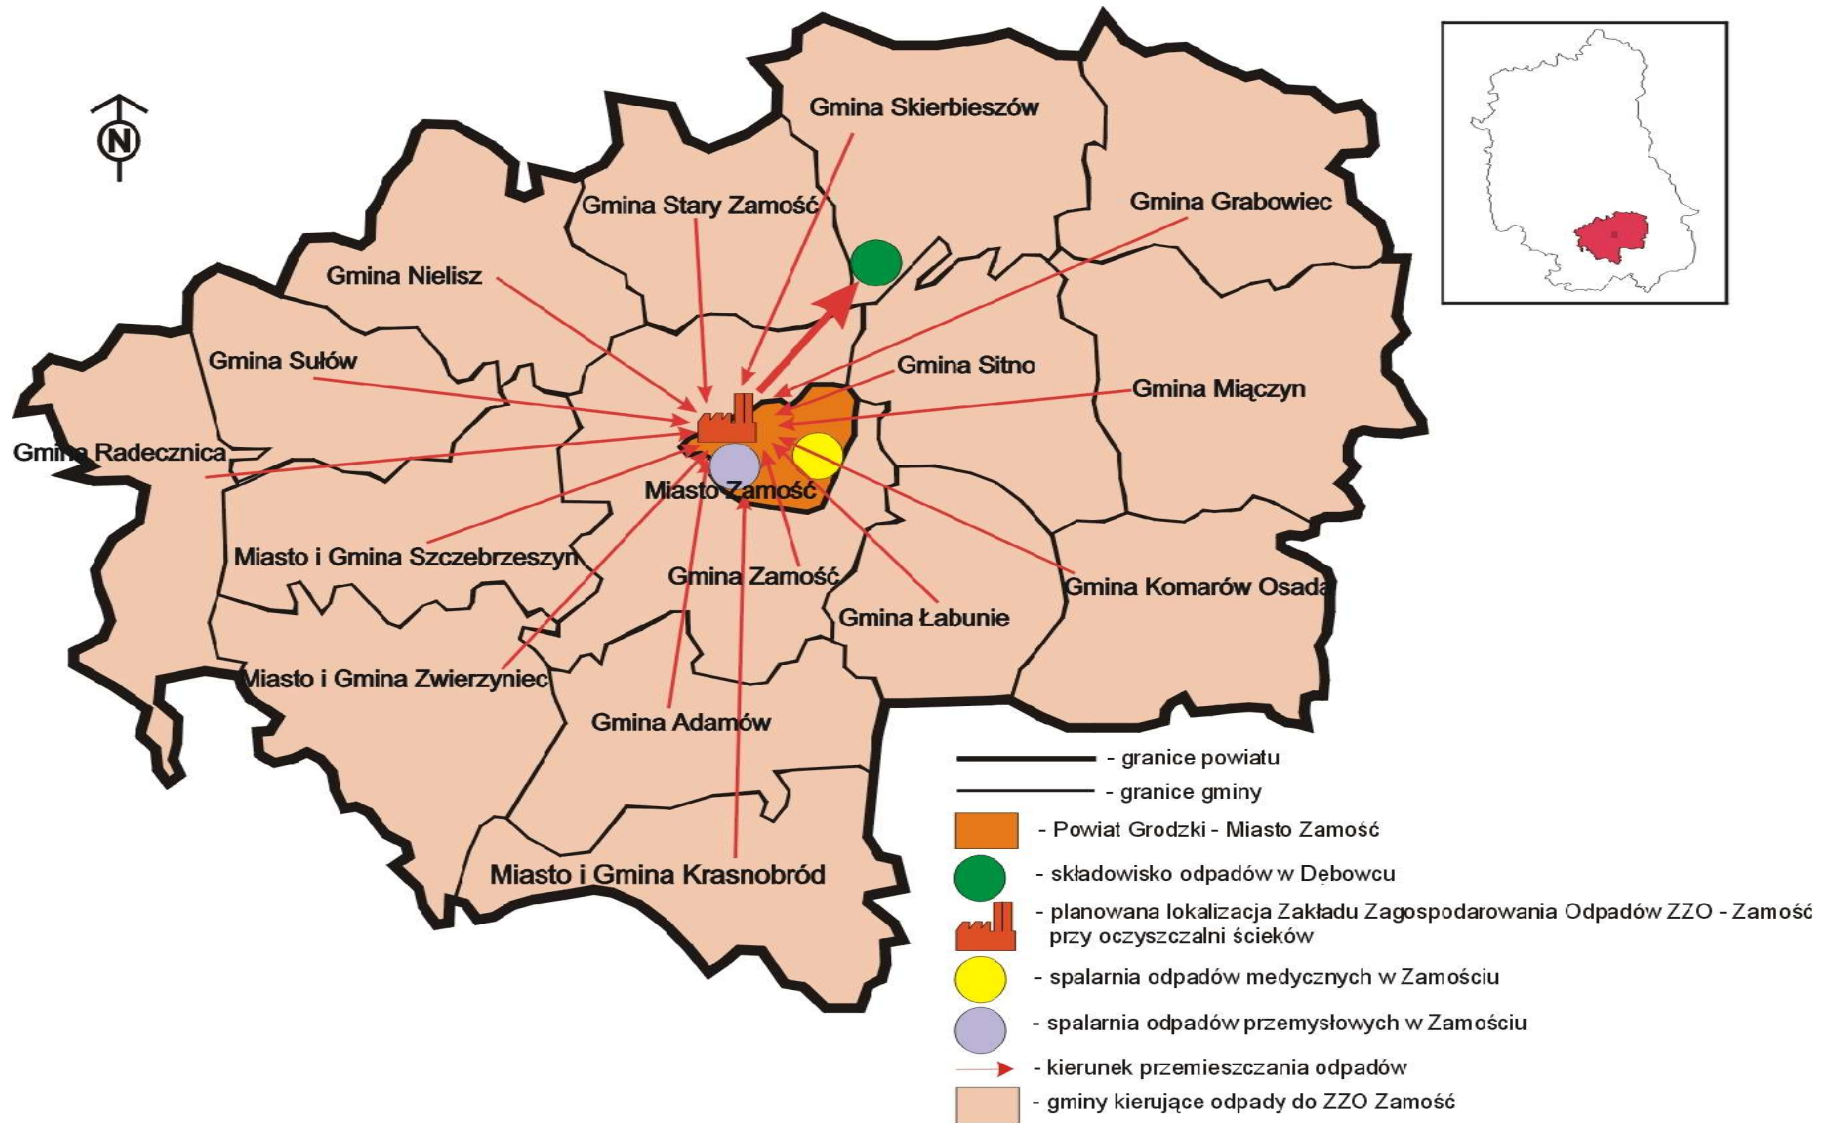 Gmina Skierbieszów
N
Gmina Stary Zamość
Gmina Grabowiec
Gmina Nielisz
Gmina Sułów
Gmina Sitno
Gmina Miączyn
Gmina Radecznica
Miasto Zamość
Miasto i Gmina Szczebrzeszyn
Gmina Zamość
Gmina Komarów Osada
Gmina Łabunie
Miasto i Gmina Zwierzyniec
Gmina Adamów
Miasto i Gmina Krasnobród
- granice powiatu
- granice gminy
- Powiat Grodzki - Miasto Zamość
- składowisko odpadów w Dębowcu
- planowana lokalizacja Zakładu Zagospodarowania Odpadów ZZO - Zamość
przy oczyszczalni ścieków
- spalarnia odpadów medycznych w Zamościu
- spalarnia odpadów przemysłowych w Zamościu
- kierunek przemieszczania odpadów
- gminy kierujące odpady do ZZO Zamość